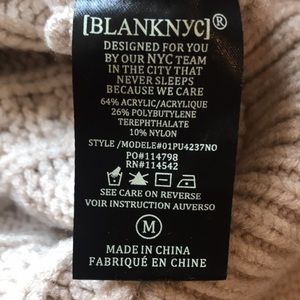 [BLANKNYC]®
DESIGNED FOR YOU
BY OUR NYC TEAM
IN THE CITY THAT
NEVER SLEEPS
BECAUSE WE CARE
64% ACRYLIC/ACRYLIQUE
26% POLYBUTYLENE
TEREPHTHALATE
10% NYLON
STYLE /MODELE#01PU4237NO
PO#114798
RN#114542
SEE CARE ON REVERSE
VOIR INSTRUCTION AUVERSO
M
MADE IN CHINA
FABRIQUÉ EN CHINE